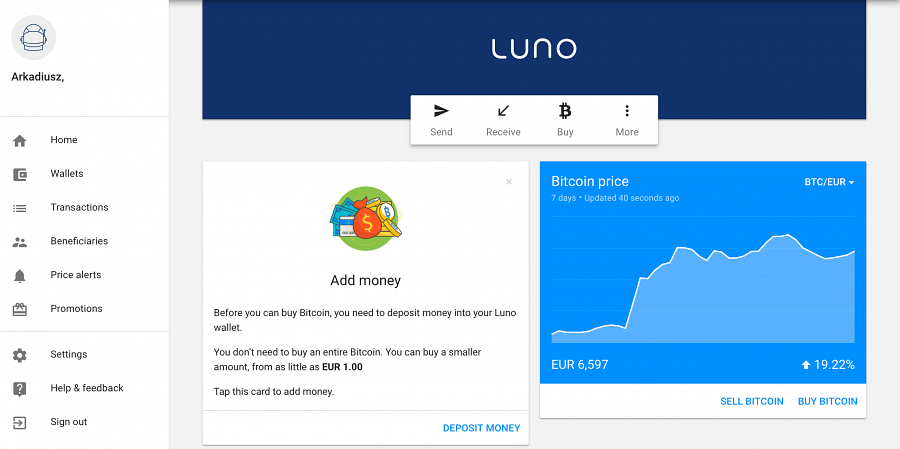 Arkadiusz,
Home
Wallets
Transactions
Beneficiaries
Price alerts
Promotions
Settings
Help & feedback
Sign out
LUNO
Send
Receive
Buy
More
Add money
Before you can buy Bitcoin, you need to deposit money into your Luno
wallet.
You don't need to buy an entire Bitcoin. You can buy a smaller
amount, from as little as EUR 1.00
Tap this card to add money.
DEPOSIT MONEY
Bitcoin price
BTC/EUR
7 days • Updated 40 seconds ago
EUR 6,597
19.22%
SELL BITCOIN
BUY BITCOIN